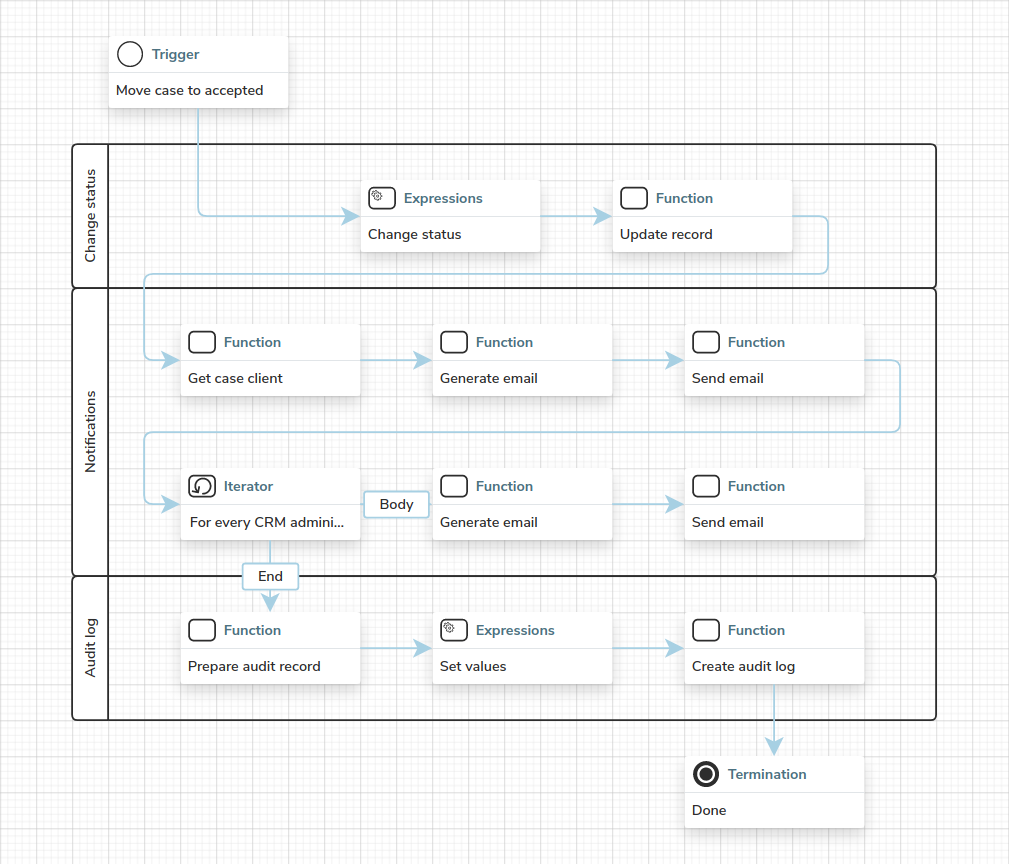 Trigger
Move case to accepted
Change status
Expressions
Change status
Function
Update record
Notifications
Function
Get case client
Function
Generate email
Function
Send email
Iterator
For every CRM admini...
Body
Function
Generate email
Function
Send email
End
Audit log
Function
Prepare audit record
Expressions
Set values
Function
Create audit log
Termination
Done